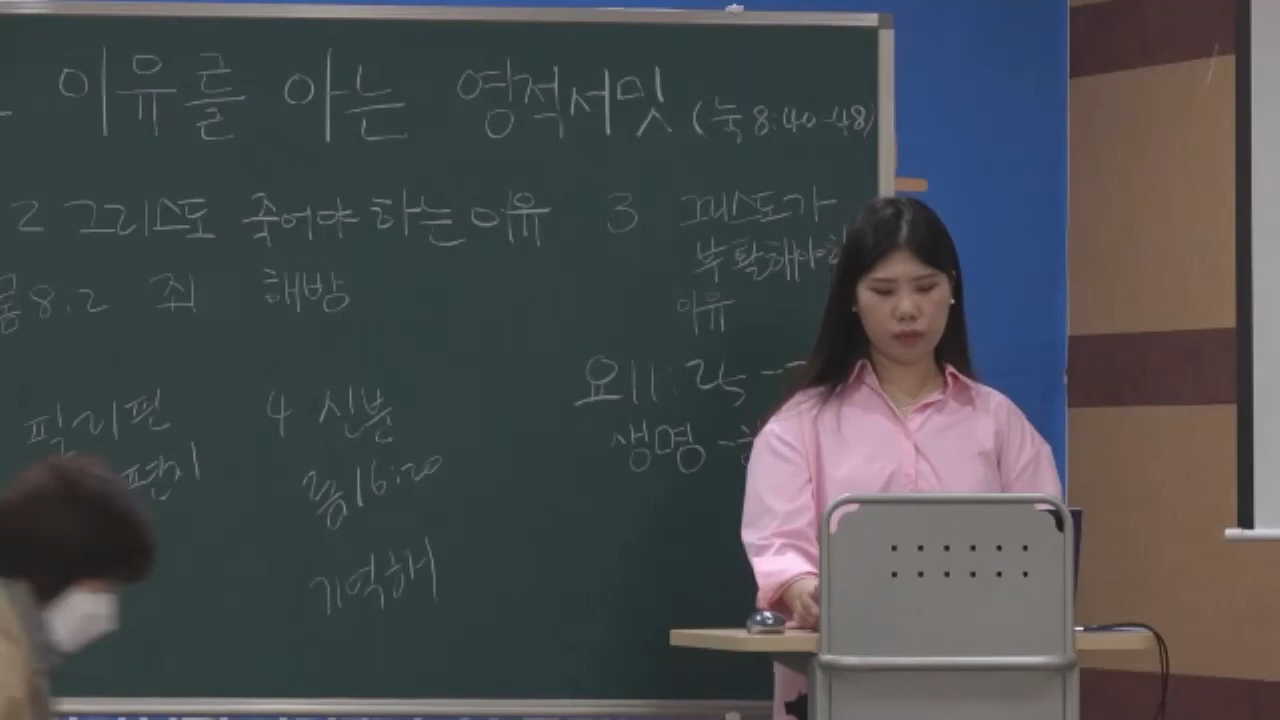 이유를 아는 영적서밋 (눅 8:40-48)
2 그리스도 죽어야 하는 이유
롬8.2 죄 해방
3 그리스도가
부활해야
이유
요11:25
생명
필리핀
편지
4 신분
롬16:20
기억해